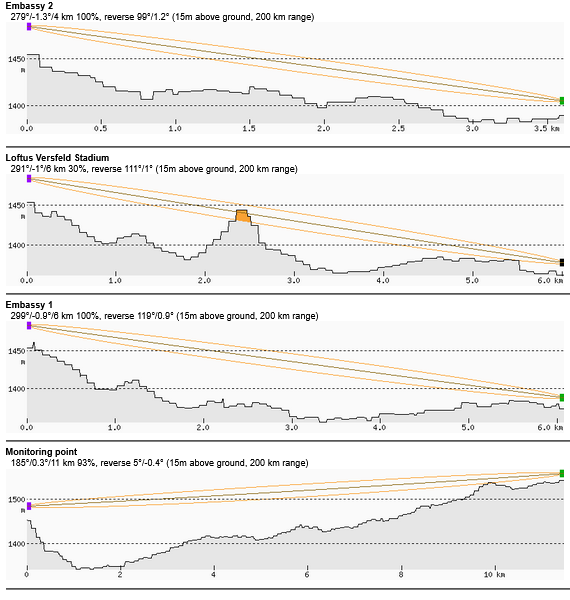 Embassy 2
279°/-1.3°/4 km 100%, reverse 99°/1.2° (15m above ground, 200 km range)
1450
m
1400
0.0 0.5 1.0 1.5 2.0 2.5 3.0 3.5 km
Loftus Versfeld Stadium
291°/-1°/6 km 30%, reverse 111°/1° (15m above ground, 200 km range)
1450
m
1400
0.0 1.0 2.0 3.0 4.0 5.0 6.0 km
Embassy 1
299°/-0.9°/6 km 100%, reverse 119°/0.9° (15m above ground, 200 km range)
1450
m
1400
0.0 1.0 2.0 3.0 4.0 5.0 6.0 km
Monitoring point
185°/0.3°/11 km 93%, reverse 5°/-0.4° (15m above ground, 200 km range)
1500
m
1400
0 2 4 6 8 10 km